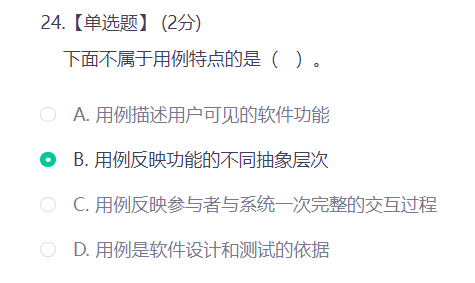 24.【单选题】 (2分)
下面不属于用例特点的是（ ）。
A. 用例描述用户可见的软件功能
B. 用例反映功能的不同抽象层次
C. 用例反映参与者与系统一次完整的交互过程
D. 用例是软件设计和测试的依据